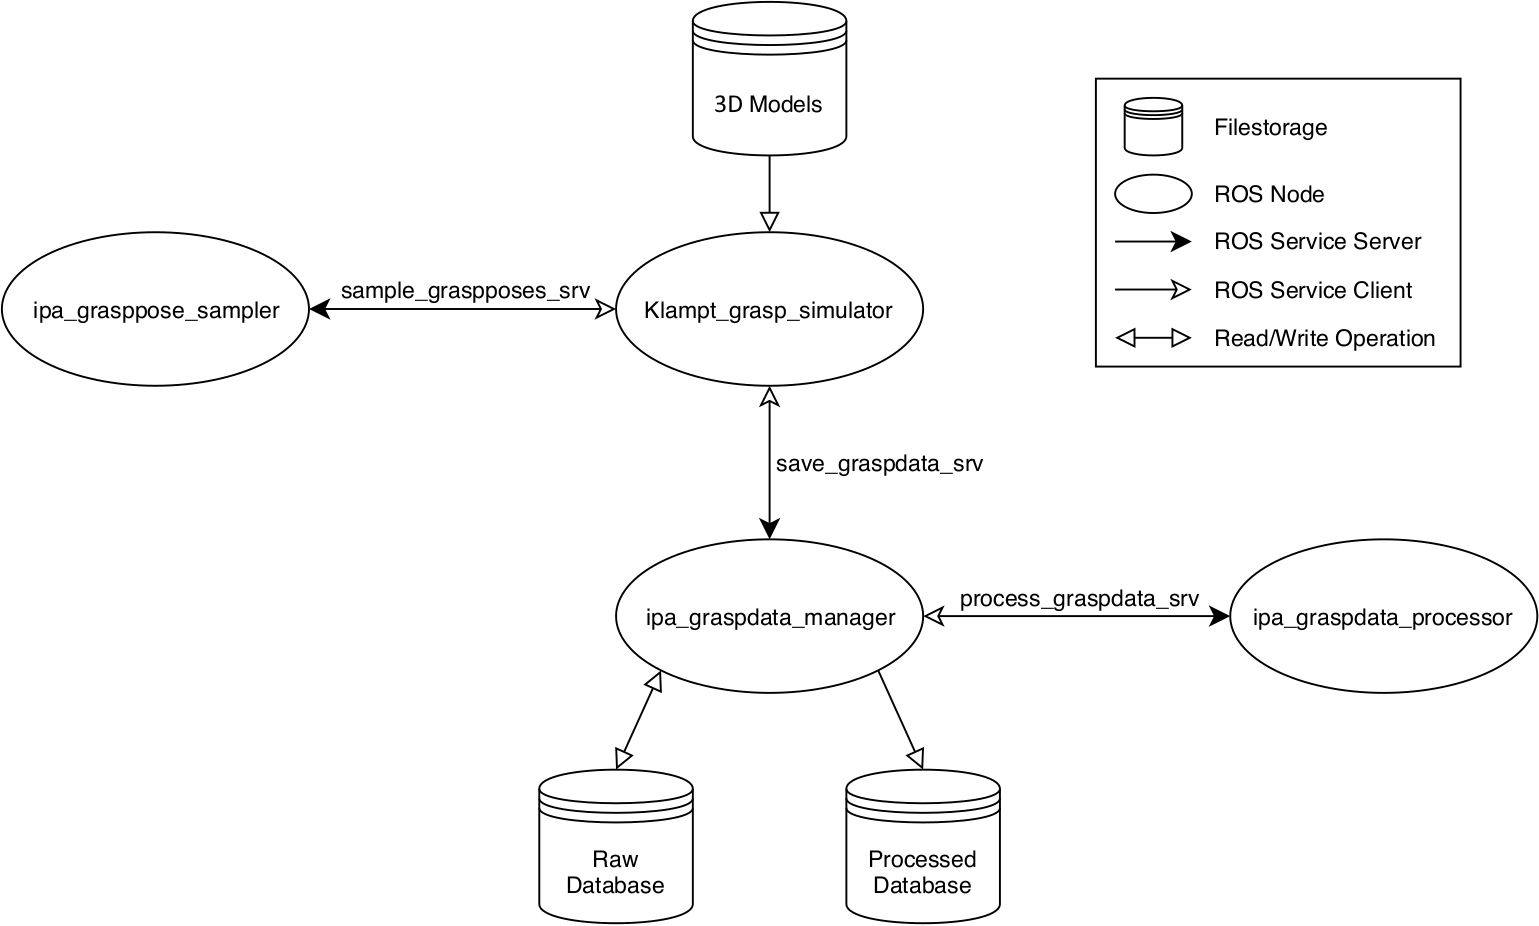 3D Models
Filestorage
ROS Node
ROS Service Server
ROS Service Client
Read/Write Operation
ipa_grasppose_sampler
sample_graspposes_srv
Klampt_grasp_simulator
save_graspdata_srv
ipa_graspdata_manager
process_graspdata_srv
ipa_graspdata_processor
Raw
Database
Processed
Database